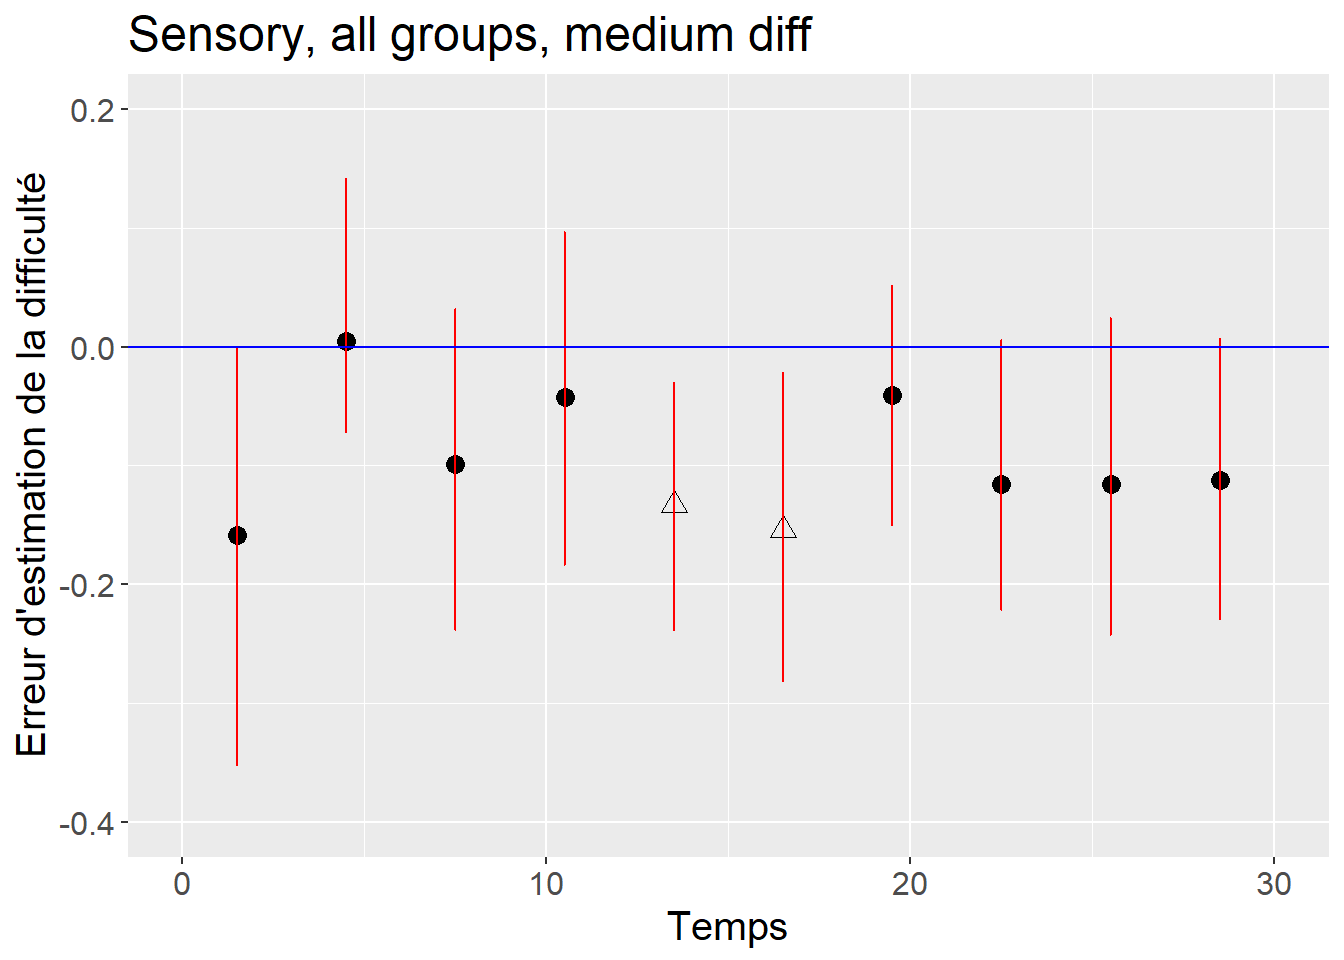 Sensory, all groups, medium diff
Erreur d'estimation de la difficulté
0.2
0.0
-0.2
-0.4
0
10
20
30
Temps